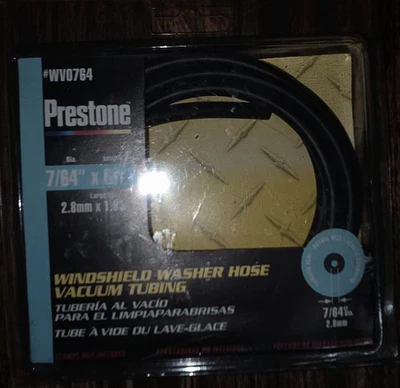 #WV0764
Prestone
Dia.
7/64" x
2.8mm x
WINDSHIELD WASHER HOSE
VACUUM TUBING
TUBERÍA AL VACÍO
PARA EL LIMPIAPARABRISAS
TUBE À VIDE DU LAVE-GLACE
7/64"
2.8mm